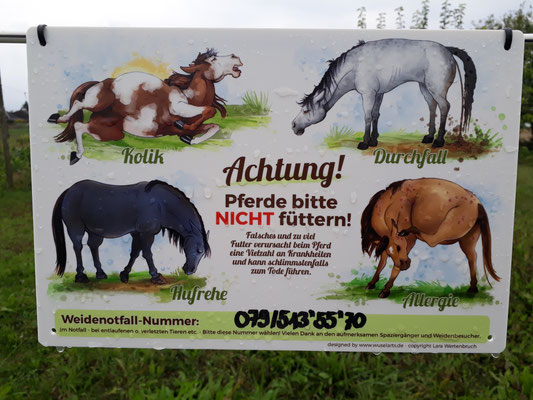 Kolik
Durchfall
Achtung!
Pferde bitte
NICHT füttern!
Falsches und zu viel
Futter verursacht beim Pferd
eine Vielzahl an Krankheiten
und kann schlimmstenfalls
zum Tode führen.
Hufrehe
Allergie
Weidenotfall-Nummer: 079/513'55'70
im Notfall - bei entlaufenen o. verletzten Tieren etc. - Bitte diese Nummer wählen! Vielen Dank an den aufmerksamen Spaziergänger und Weidenbesucher.
designed by www.wuselarts.de - copyright Lara Wertenbruch